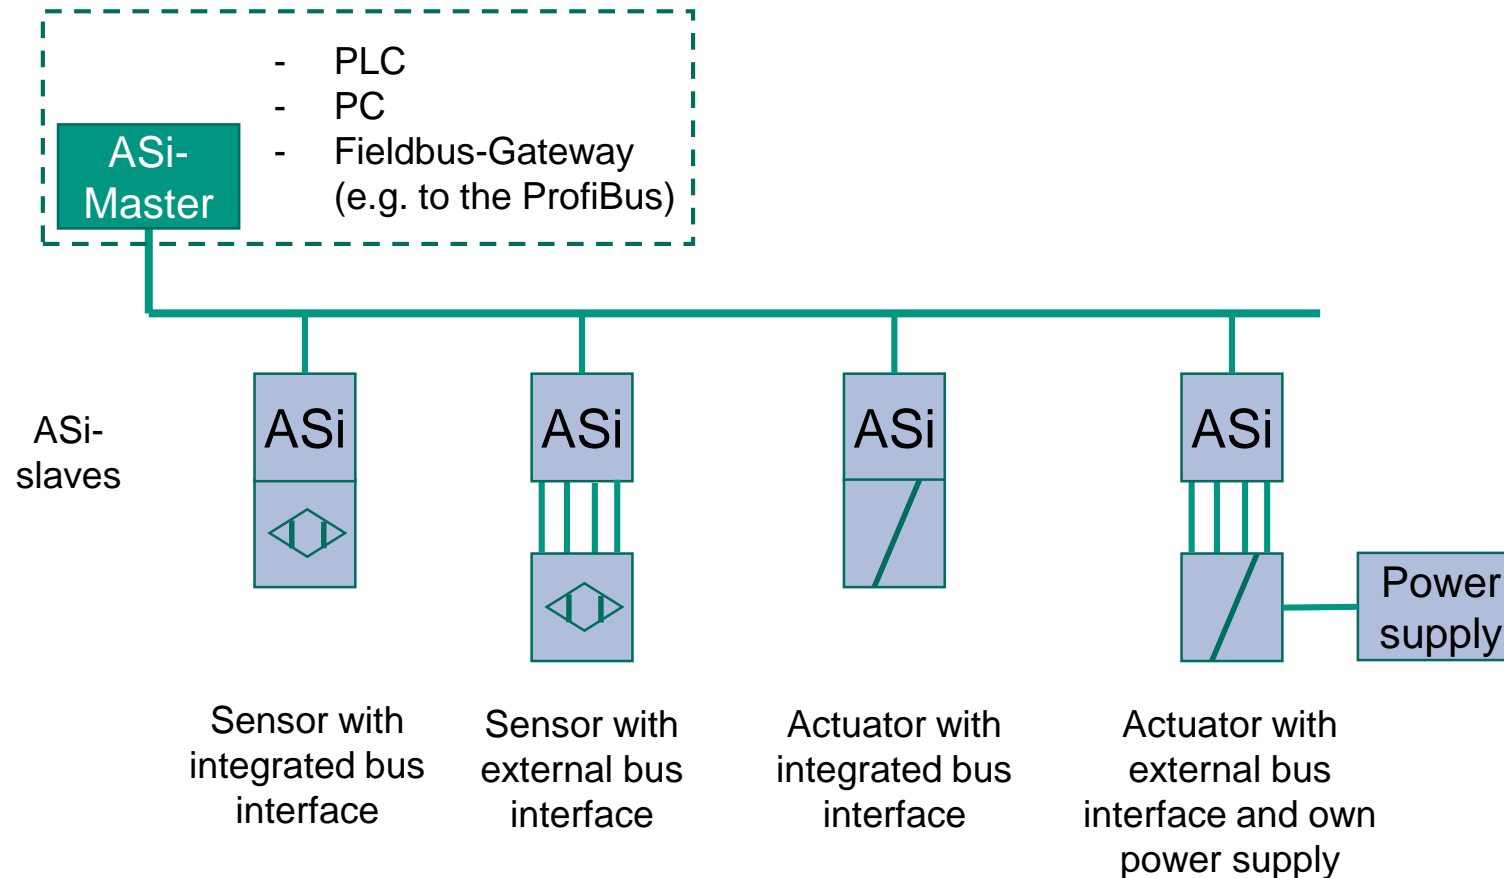 - PLC
- PC
- Fieldbus-Gateway
(e.g. to the ProfiBus)
ASi-
Master
ASi-
slaves
ASi
ASi
ASi
ASi
Power
supply
Sensor with
integrated bus
interface
Sensor with
external bus
interface
Actuator with
integrated bus
interface
Actuator with
external bus
interface and own
power supply